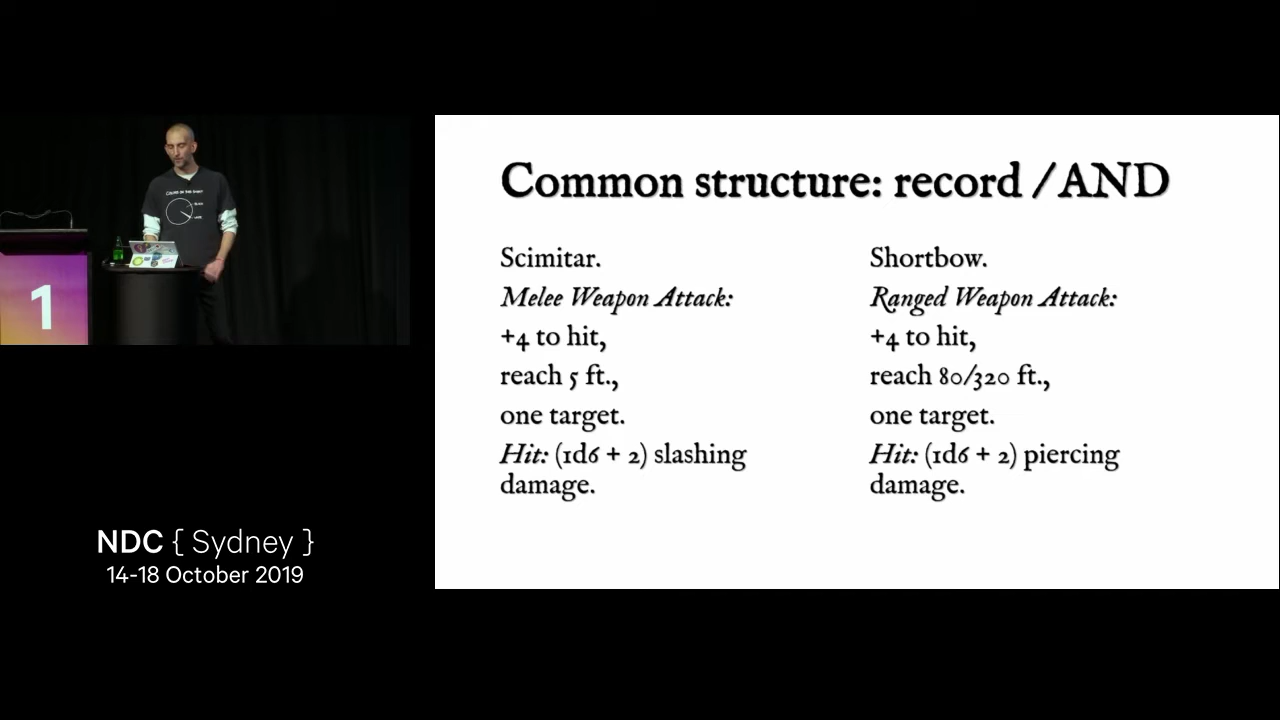 Common structure: record /AND
Scimitar.
Melee Weapon Attack:
+4 to hit,
reach 5 ft.,
one target.
Hit: (1d6 + 2) slashing
damage.
Shortbow.
Ranged Weapon Attack:
+4 to hit,
reach 80/320 ft.,
one target.
Hit: (1d6 + 2) piercing
damage.
1
NDC { Sydney }
14-18 October 2019